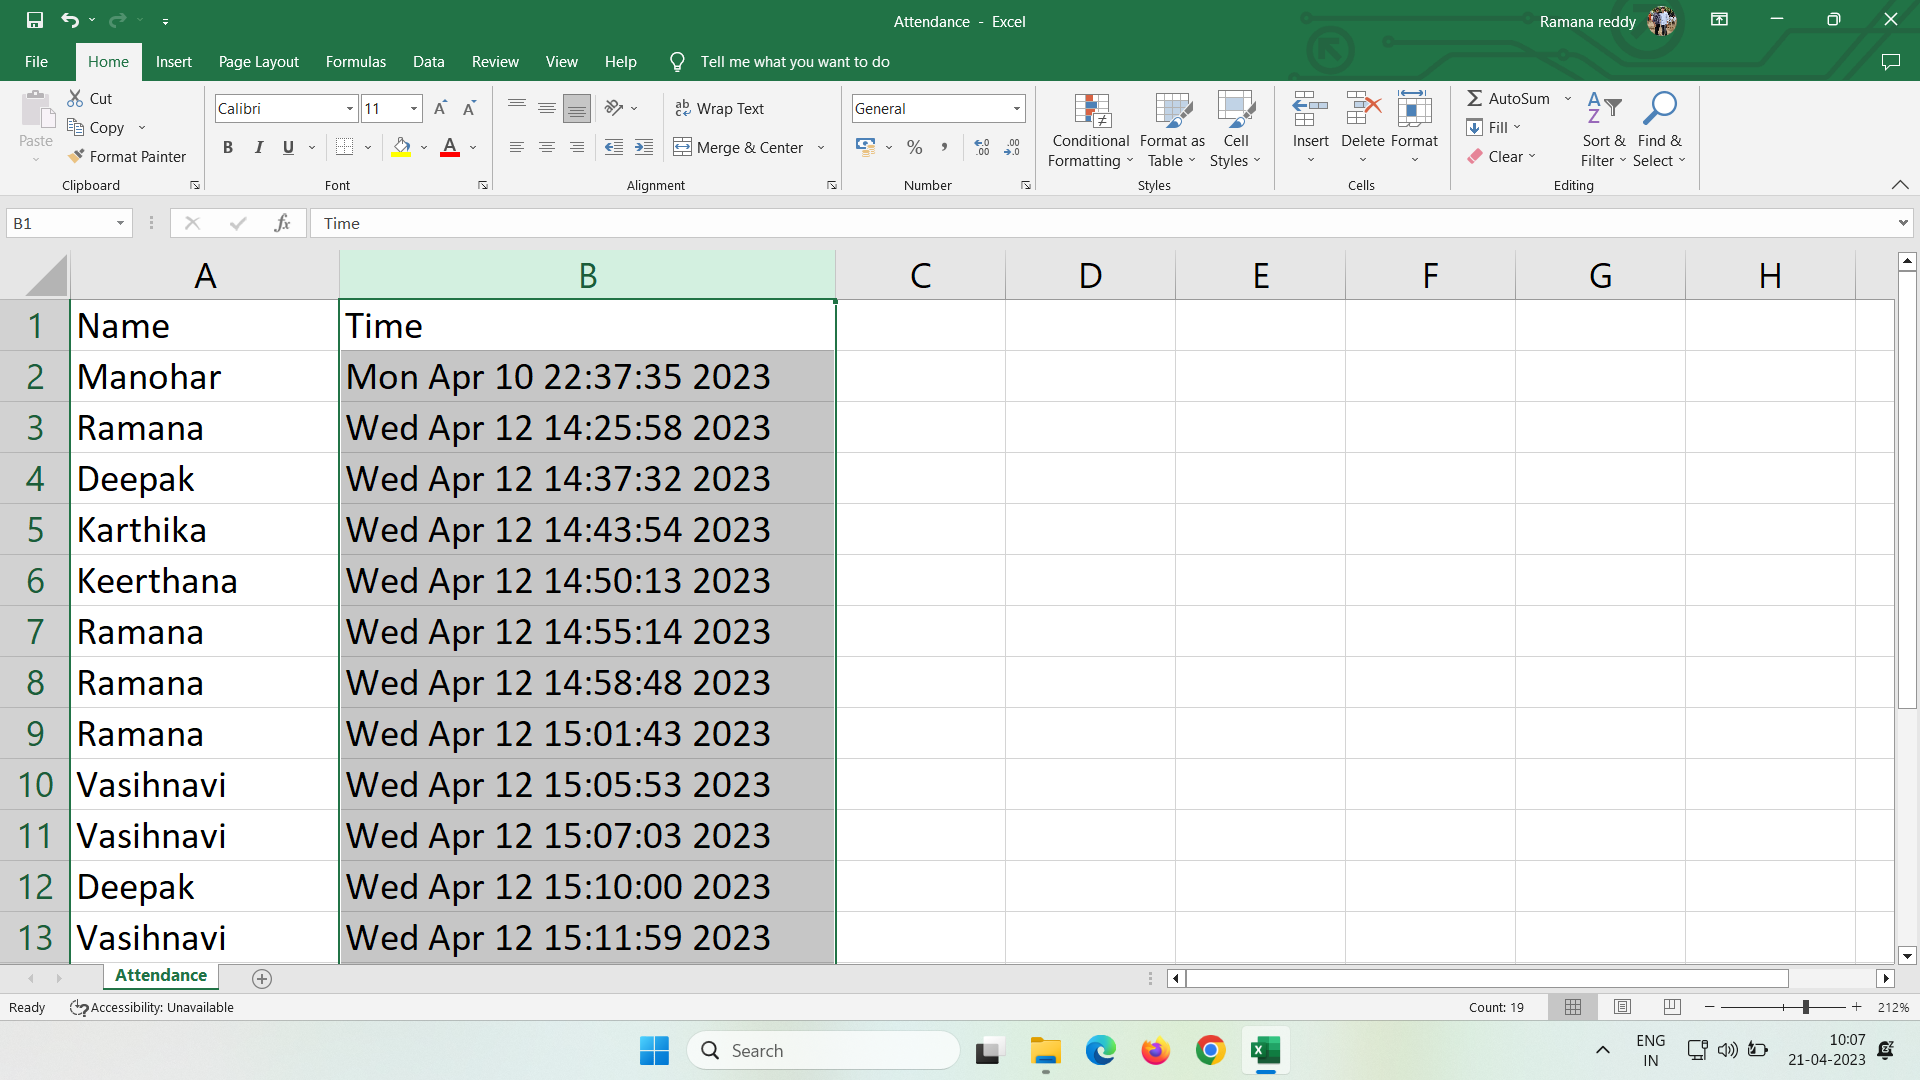 Attendance - Excel
Ramana reddy
File Home Insert Page Layout Formulas Data Review View Help Tell me what you want to do
Paste
Cut
Copy
Format Painter
Clipboard
Calibri 11
A A
B I U A
Font
ab Wrap Text
Merge & Center
Alignment
General
% , .00 .00
Number
Conditional Formatting
Format as Table
Cell Styles
Styles
Insert Delete Format
Cells
AutoSum
Fill
Clear
Sort & Filter
Find & Select
Editing
B1 fx Time
A B C D E F G H
1 Name Time
2 Manohar Mon Apr 10 22:37:35 2023
3 Ramana Wed Apr 12 14:25:58 2023
4 Deepak Wed Apr 12 14:37:32 2023
5 Karthika Wed Apr 12 14:43:54 2023
6 Keerthana Wed Apr 12 14:50:13 2023
7 Ramana Wed Apr 12 14:55:14 2023
8 Ramana Wed Apr 12 14:58:48 2023
9 Ramana Wed Apr 12 15:01:43 2023
10 Vasihnavi Wed Apr 12 15:05:53 2023
11 Vasihnavi Wed Apr 12 15:07:03 2023
12 Deepak Wed Apr 12 15:10:00 2023
13 Vasihnavi Wed Apr 12 15:11:59 2023
Attendance
Ready Accessibility: Unavailable Count: 19 212%
Search
ENG
IN
10:07
21-04-2023